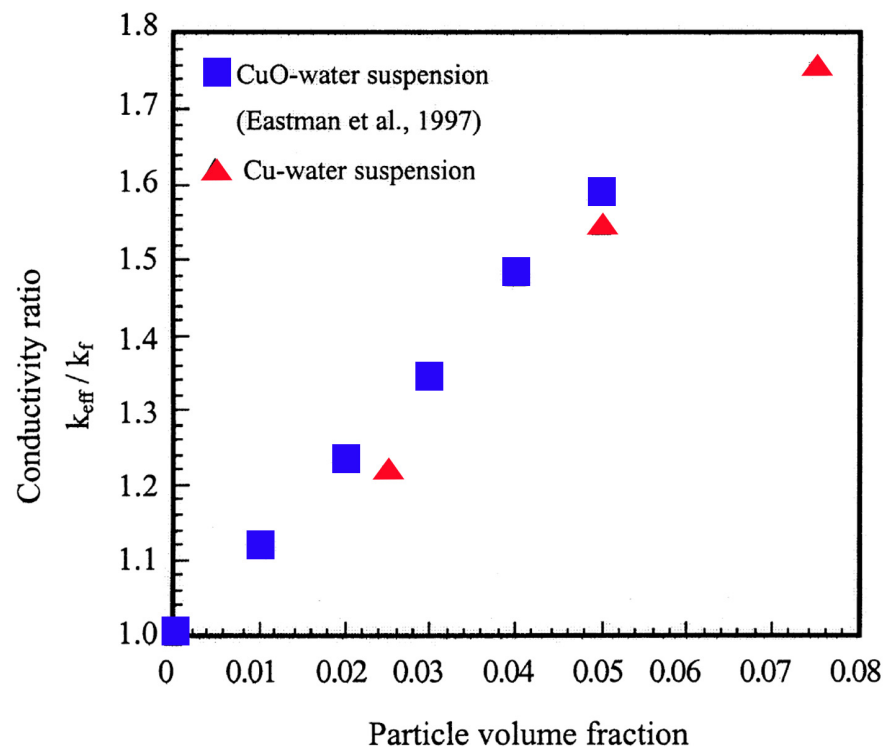 1.8
CuO-water suspension
1.7
(Eastman et al., 1997)
Cu-water suspension
1.6
1.5
1.4
1.3
1.2
1.1
1.0
Conductivity ratio
k_eff / k_f
0 0.01 0.02 0.03 0.04 0.05 0.06 0.07 0.08
Particle volume fraction